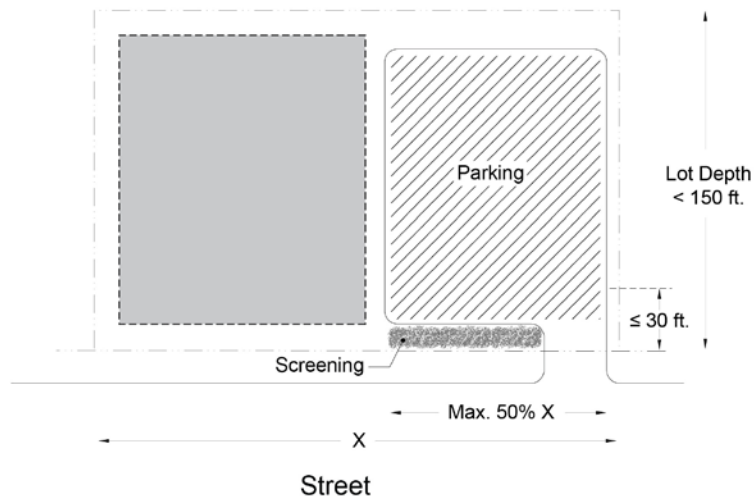 Parking
Lot Depth
< 150 ft.
≤ 30 ft.
Screening
Max. 50% X
X
Street